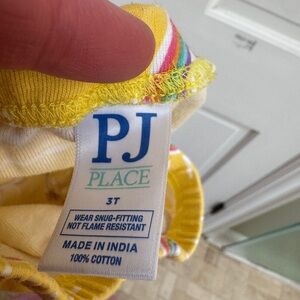 PJ
PLACE
3T
WEAR SNUG-FITTING
NOT FLAME RESISTANT
MADE IN INDIA
100% COTTON